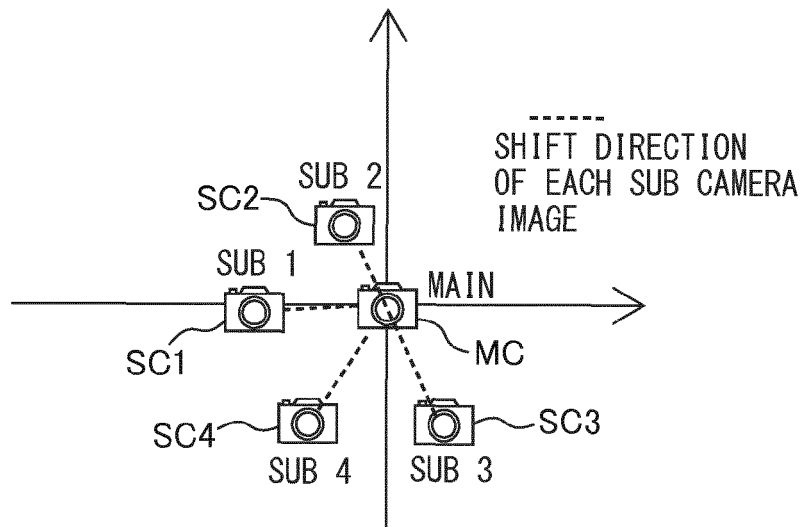 SHIFT DIRECTION
OF EACH SUB CAMERA
IMAGE
SUB 2
SC2
SUB 1
MAIN
SC1
MC
SC4
SC3
SUB 4
SUB 3